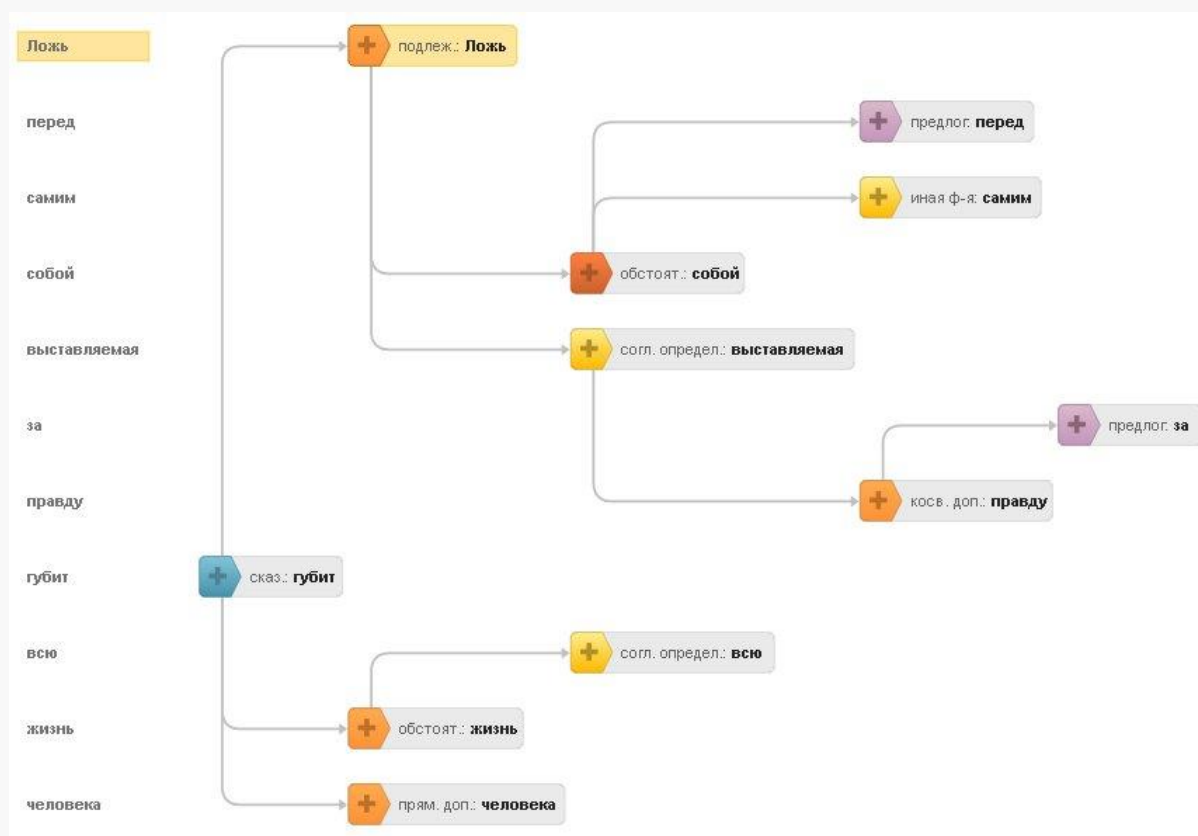 Ложь подлеж.: Ложь
перед предлог: перед
самим иная ф-я: самим
собой обстоят.: собой
выставляемая согл. определ.: выставляемая
за предлог: за
правду косв. доп.: правду
губит сказ.: губит
всю согл. определ.: всю
жизнь обстоят.: жизнь
человека прям. доп.: человека